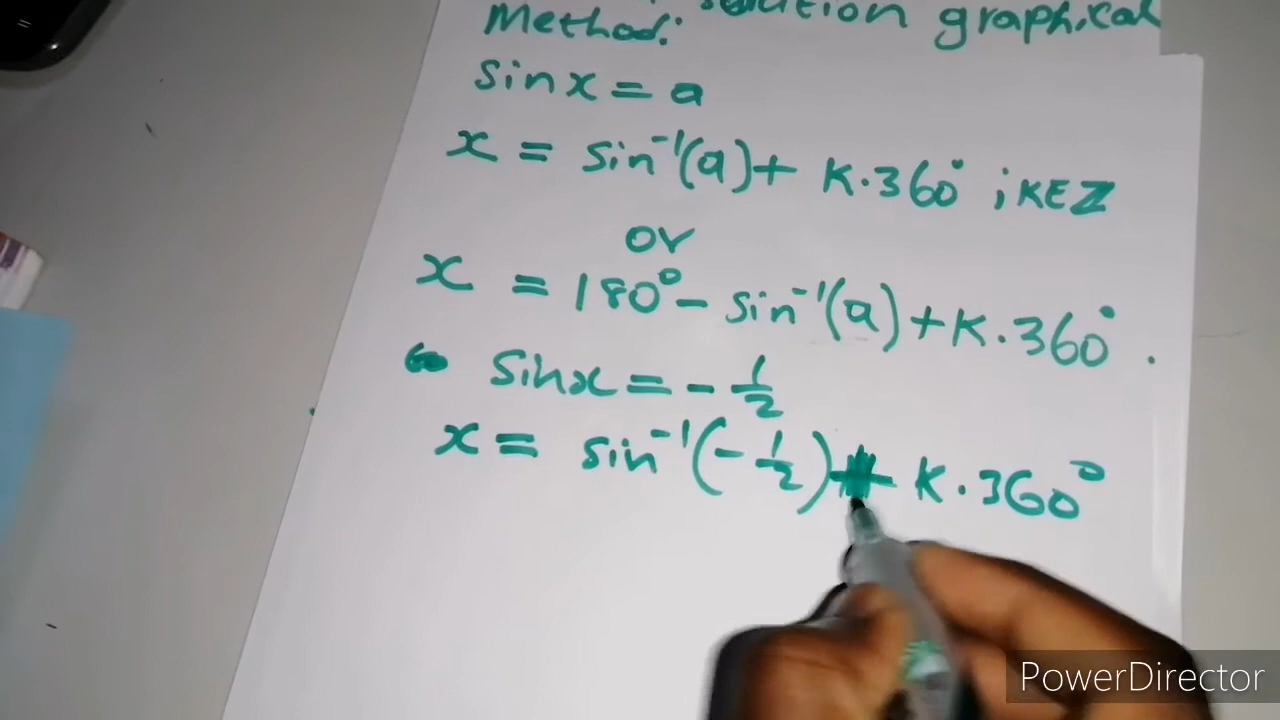 solution graphical
Method:
sin x = a
x = sin⁻¹(a) + K·360° ; K∈Z
or
x = 180° - sin⁻¹(a) + K·360° .
sin x = - 1/2
x = sin⁻¹(- 1/2) + K·360°
PowerDirector